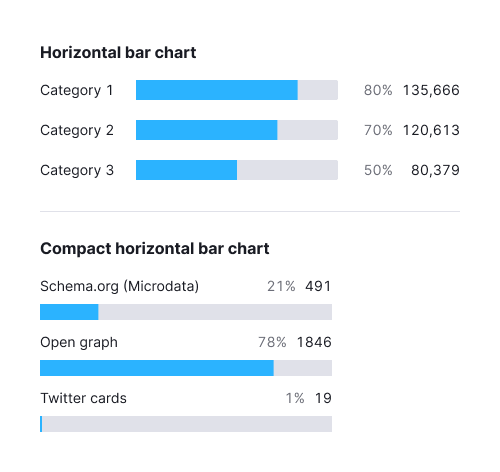 Horizontal bar chart
Category 1 80% 135,666
Category 2 70% 120,613
Category 3 50% 80,379
Compact horizontal bar chart
Schema.org (Microdata) 21% 491
Open graph 78% 1846
Twitter cards 1% 19